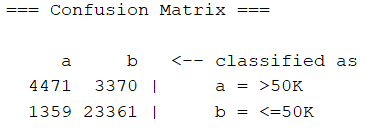 === Confusion Matrix ===
a b <-- classified as
4471 3370 | a = >50K
1359 23361 | b = <=50K